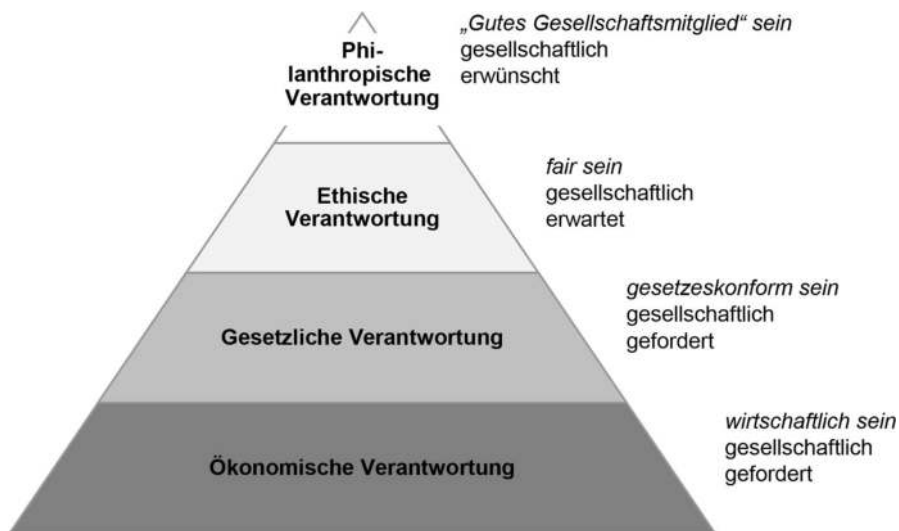 „Gutes Gesellschaftsmitglied“ sein
gesellschaftlich
erwünscht
Phi-
lanthropische
Verantwortung
fair sein
gesellschaftlich
erwartet
Ethische
Verantwortung
gesetzeskonform sein
gesellschaftlich
gefordert
Gesetzliche Verantwortung
wirtschaftlich sein
gesellschaftlich
gefordert
Ökonomische Verantwortung